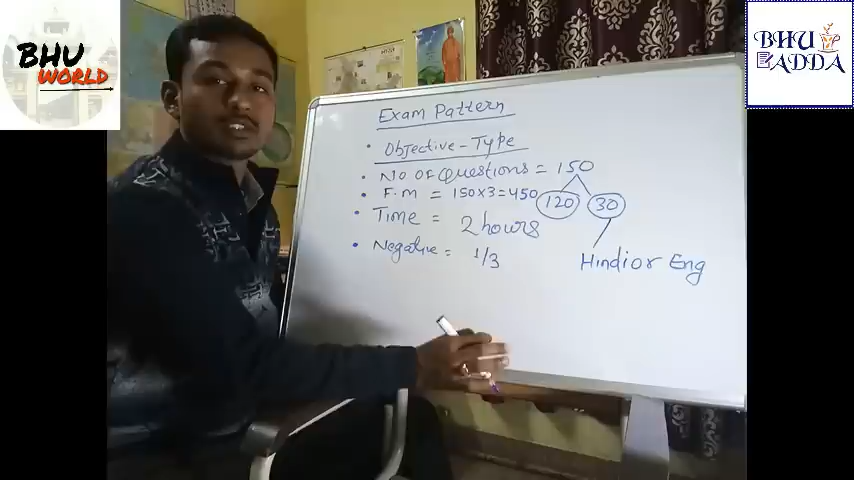 BHU
WORLD
BHU
ADDA
Exam Pattern
• Objective - Type
• No Of Questions = 150
• F.M = 150x3=450 120 30
• Time = 2 hours
• Negative = 1/3
Hindi or Eng